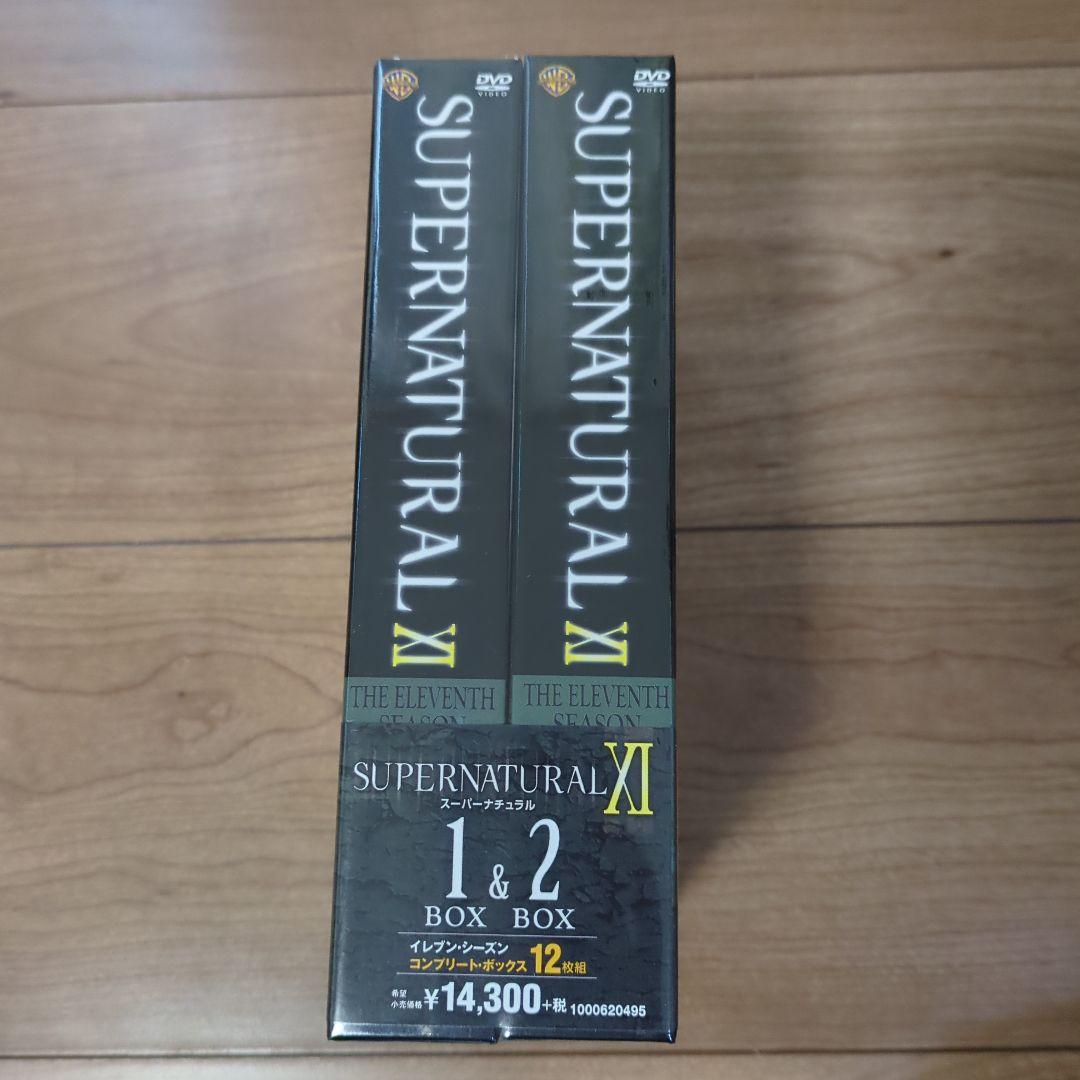 WB
DVD
VIDEO
SUPERNATURAL XI
THE ELEVENTH
SEASON
WB
DVD
VIDEO
SUPERNATURAL XI
THE ELEVENTH
SEASON
SUPERNATURAL XI
スーパーナチュラル
1 & 2
BOX BOX
イレブン・シーズン
コンプリート・ボックス 12枚組
希望
小売価格 ¥14,300+税 1000620495